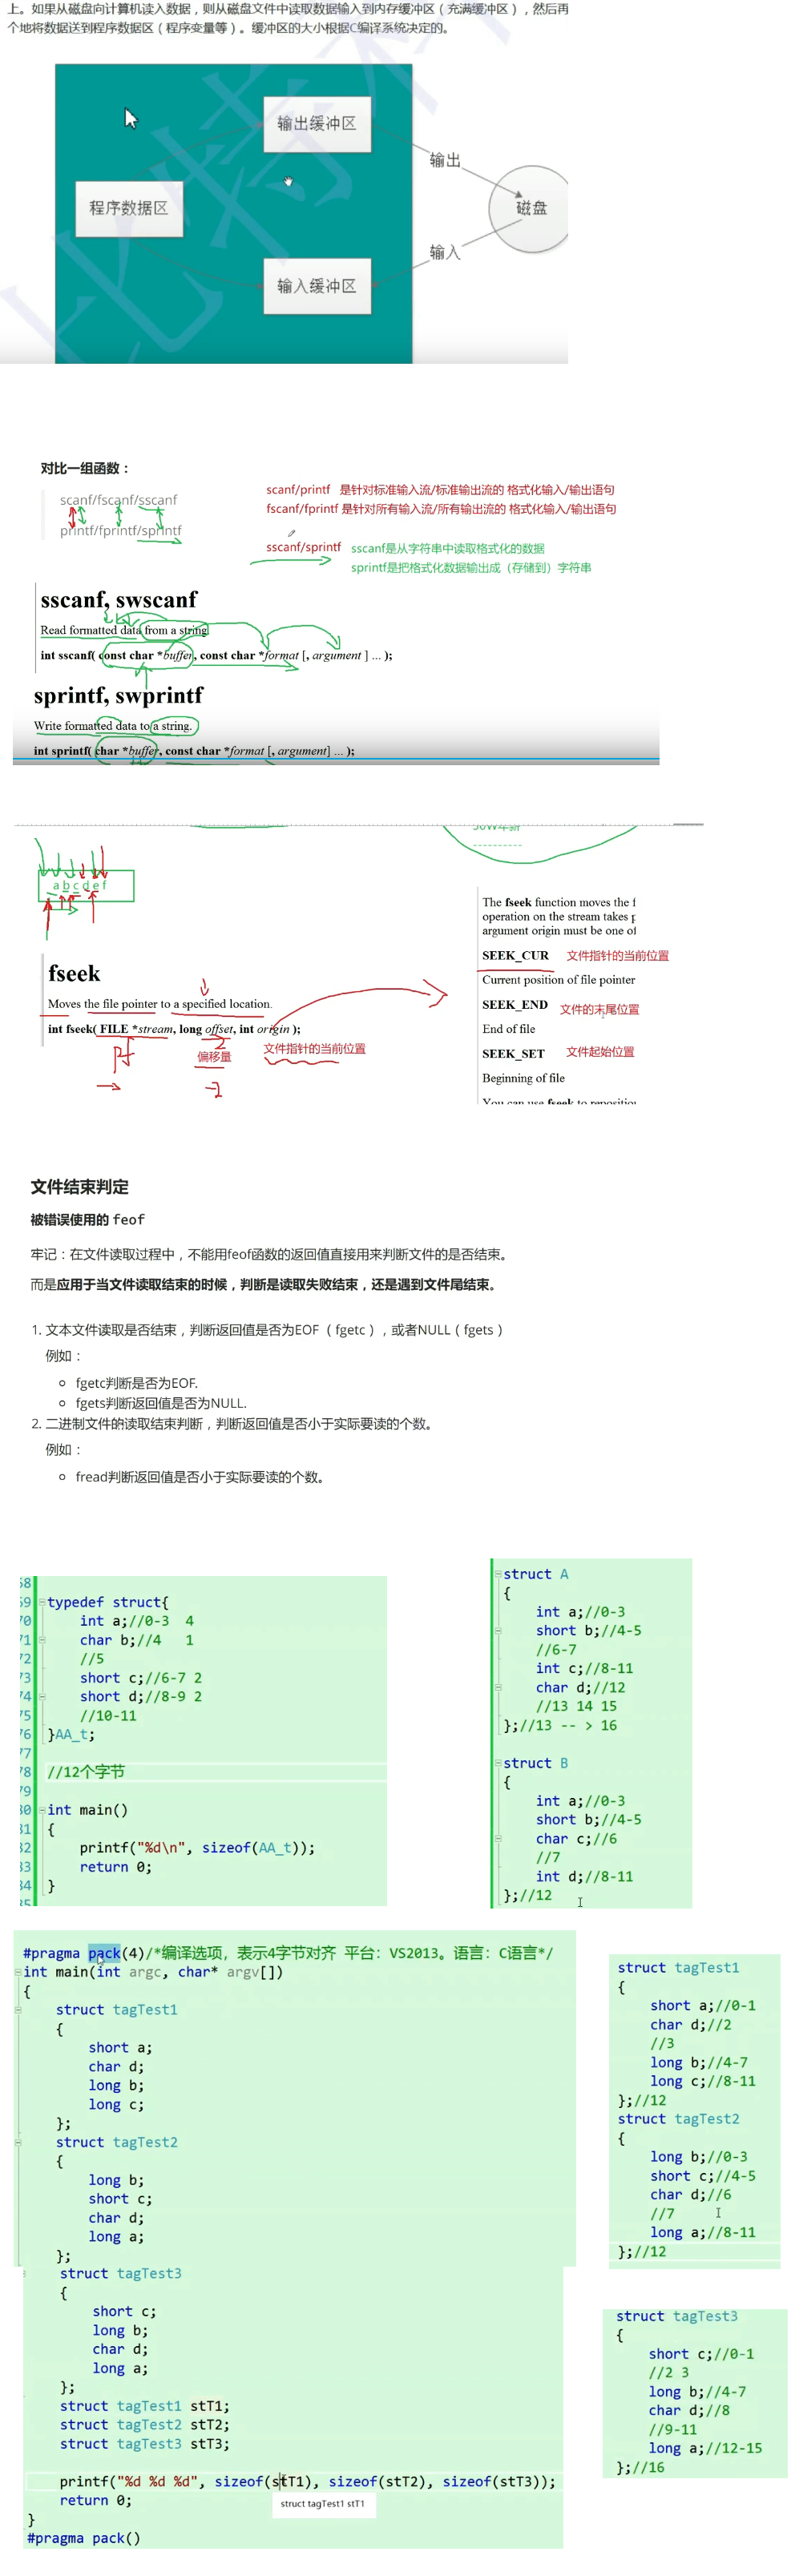 上。如果从磁盘向计算机读入数据，则从磁盘文件中读取数据输入到内存缓冲区（充满缓冲区），然后再
个地将数据送到程序数据区（程序变量等）。缓冲区的大小根据C编译系统决定的。
输出缓冲区
输出
程序数据区
磁盘
输入
输入缓冲区
对比一组函数：
scanf/fscanf/sscanf
printf/fprintf/sprintf
scanf/printf 是针对标准输入流/标准输出流的 格式化输入/输出语句
fscanf/fprintf 是针对所有输入流/所有输出流的 格式化输入/输出语句
sscanf/sprintf sscanf是从字符串中读取格式化的数据
sprintf是把格式化数据输出成（存储到）字符串
sscanf, swscanf
Read formatted data from a string.
int sscanf( const char *buffer, const char *format [, argument ] ... );
sprintf, swprintf
Write formatted data to a string.
int sprintf( char *buffer, const char *format [, argument] ... );
a b c d e f
fseek
Moves the file pointer to a specified location.
int fseek( FILE *stream, long offset, int origin );
pf
2
偏移量
文件指针的当前位置
-2
The fseek function moves the f
operation on the stream takes p
argument origin must be one of
SEEK_CUR 文件指针的当前位置
Current position of file pointer
SEEK_END 文件的末尾位置
End of file
SEEK_SET 文件起始位置
Beginning of file
You can use fseek to reposition
文件结束判定
被错误使用的 feof
牢记：在文件读取过程中，不能用feof函数的返回值直接用来判断文件的是否结束。
而是应用于当文件读取结束的时候，判断是读取失败结束，还是遇到文件尾结束。
1. 文本文件读取是否结束，判断返回值是否为EOF（fgetc），或者NULL（fgets）
例如：
fgetc判断是否为EOF.
fgets判断返回值是否为NULL.
2. 二进制文件的读取结束判断，判断返回值是否小于实际要读的个数。
例如：
fread判断返回值是否小于实际要读的个数。
68
69 typedef struct{
70 int a;//0-3 4
71 char b;//4 1
72 //5
73 short c;//6-7 2
74 short d;//8-9 2
75 //10-11
76 }AA_t;
77
78 //12个字节
79
80 int main()
81 {
82 printf("%d\n", sizeof(AA_t));
83 return 0;
84 }
85
struct A
{
int a;//0-3
short b;//4-5
//6-7
int c;//8-11
char d;//12
//13 14 15
};//13 -- > 16
struct B
{
int a;//0-3
short b;//4-5
char c;//6
//7
int d;//8-11
};//12
#pragma pack(4)/*编译选项，表示4字节对齐 平台：VS2013。语言：C语言*/
int main(int argc, char* argv[])
{
struct tagTest1
{
short a;
char d;
long b;
long c;
};
struct tagTest2
{
long b;
short c;
char d;
long a;
};
struct tagTest3
{
short c;
long b;
char d;
long a;
};
struct tagTest1 stT1;
struct tagTest2 stT2;
struct tagTest3 stT3;
printf("%d %d %d", sizeof(stT1), sizeof(stT2), sizeof(stT3));
return 0;
struct tagTest1 stT1
}
#pragma pack()
struct tagTest1
{
short a;//0-1
char d;//2
//3
long b;//4-7
long c;//8-11
};//12
struct tagTest2
{
long b;//0-3
short c;//4-5
char d;//6
//7
long a;//8-11
};//12
struct tagTest3
{
short c;//0-1
//2 3
long b;//4-7
char d;//8
//9-11
long a;//12-15
};//16